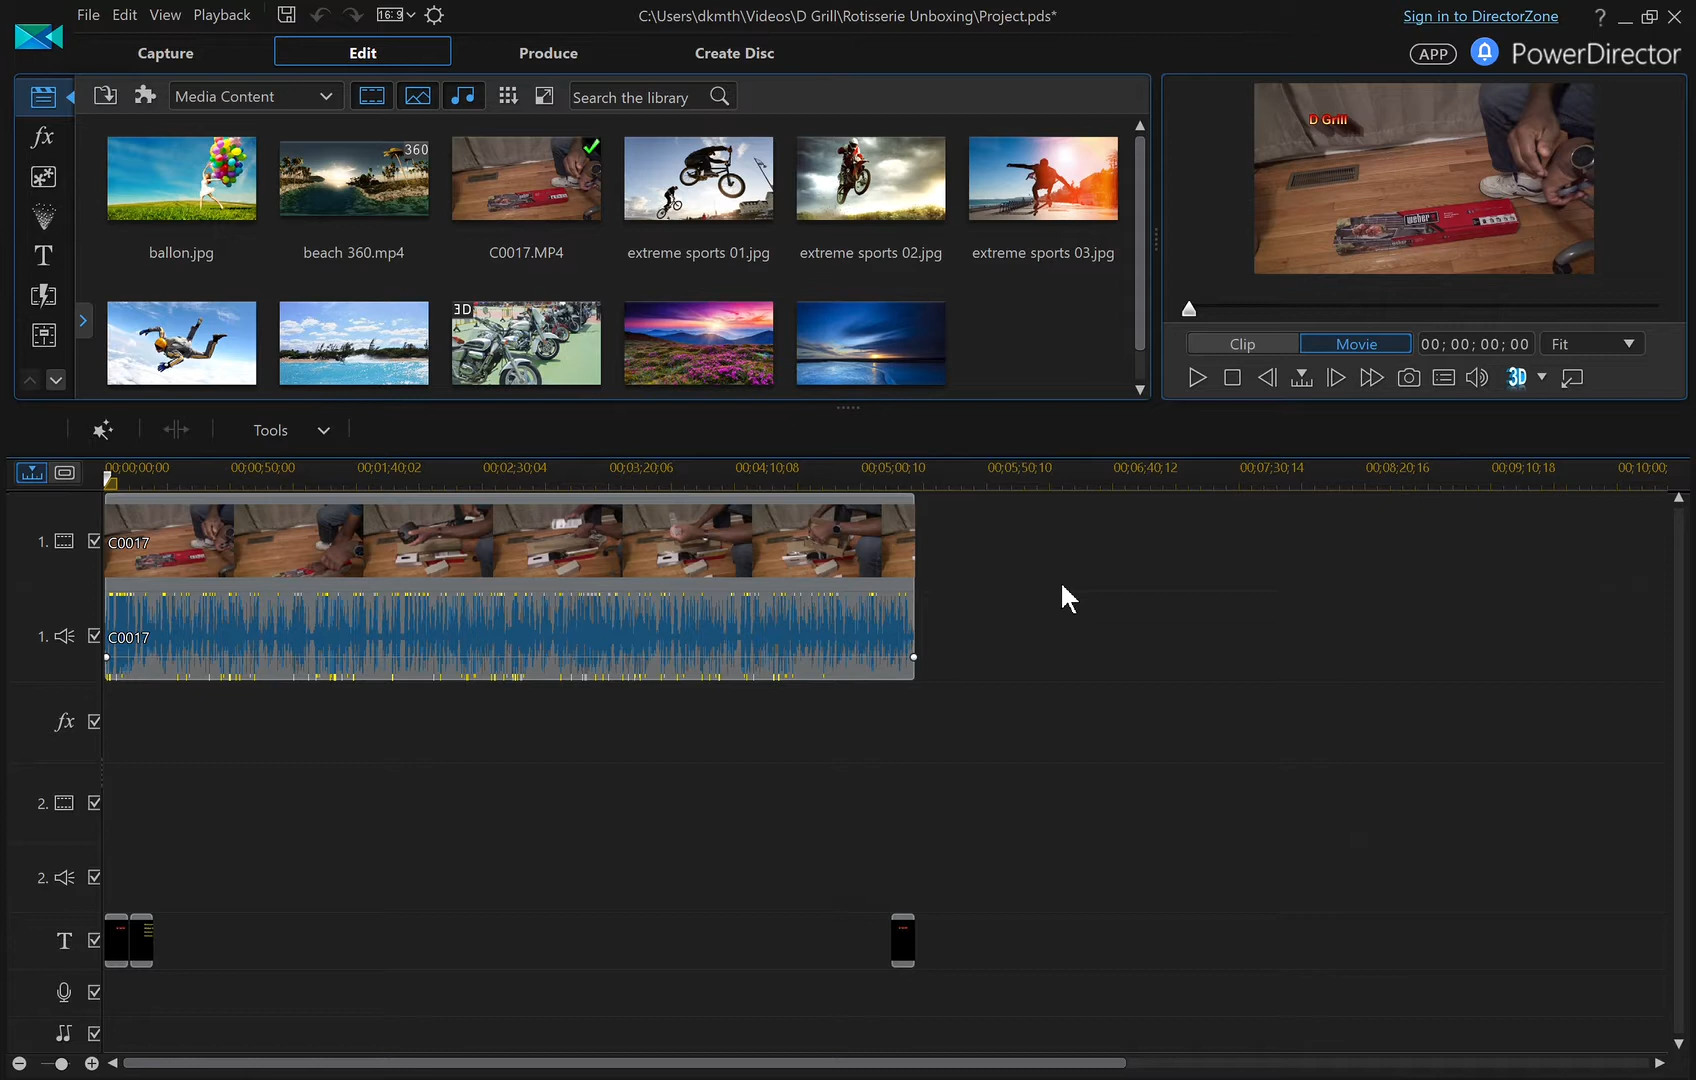 File Edit View Playback
16:9
C:\Users\dkmth\Videos\D Grill\Rotisserie Unboxing\Project.pds*
Sign in to DirectorZone
?
Capture
Edit
Produce
Create Disc
APP
PowerDirector
Media Content
Search the library
fx
T
360
ballon.jpg
beach 360.mp4
C0017.MP4
extreme sports 01.jpg
extreme sports 02.jpg
extreme sports 03.jpg
3D
D Grill
weber
Clip
Movie
00; 00; 00; 00
Fit
3D
Tools
00;00;00;00
00;00;50;00
00;01;40;02
00;02;30;04
00;03;20;06
00;04;10;08
00;05;00;10
00;05;50;10
00;06;40;12
00;07;30;14
00;08;20;16
00;09;10;18
00;10;00;
1.
C0017
1.
C0017
fx
2.
2.
T